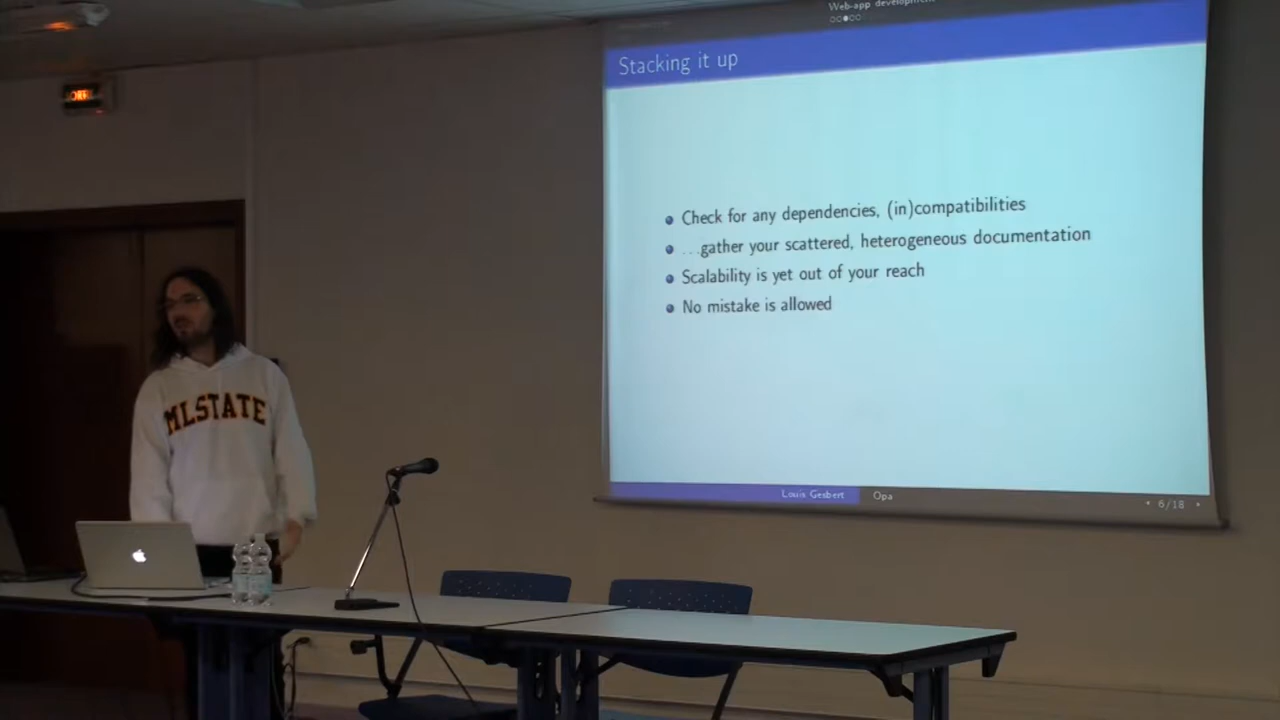 Web-app development
Stacking it up
Check for any dependencies, (in)compatibilities
...gather your scattered, heterogeneous documentation
Scalability is yet out of your reach
No mistake is allowed
MLSTATE
Louis Gesbert
Opa
6/18